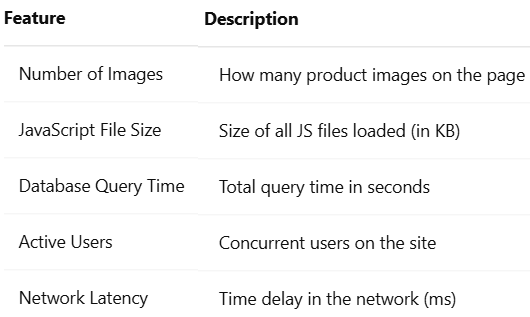 Feature Description
Number of Images How many product images on the page
JavaScript File Size Size of all JS files loaded (in KB)
Database Query Time Total query time in seconds
Active Users Concurrent users on the site
Network Latency Time delay in the network (ms)